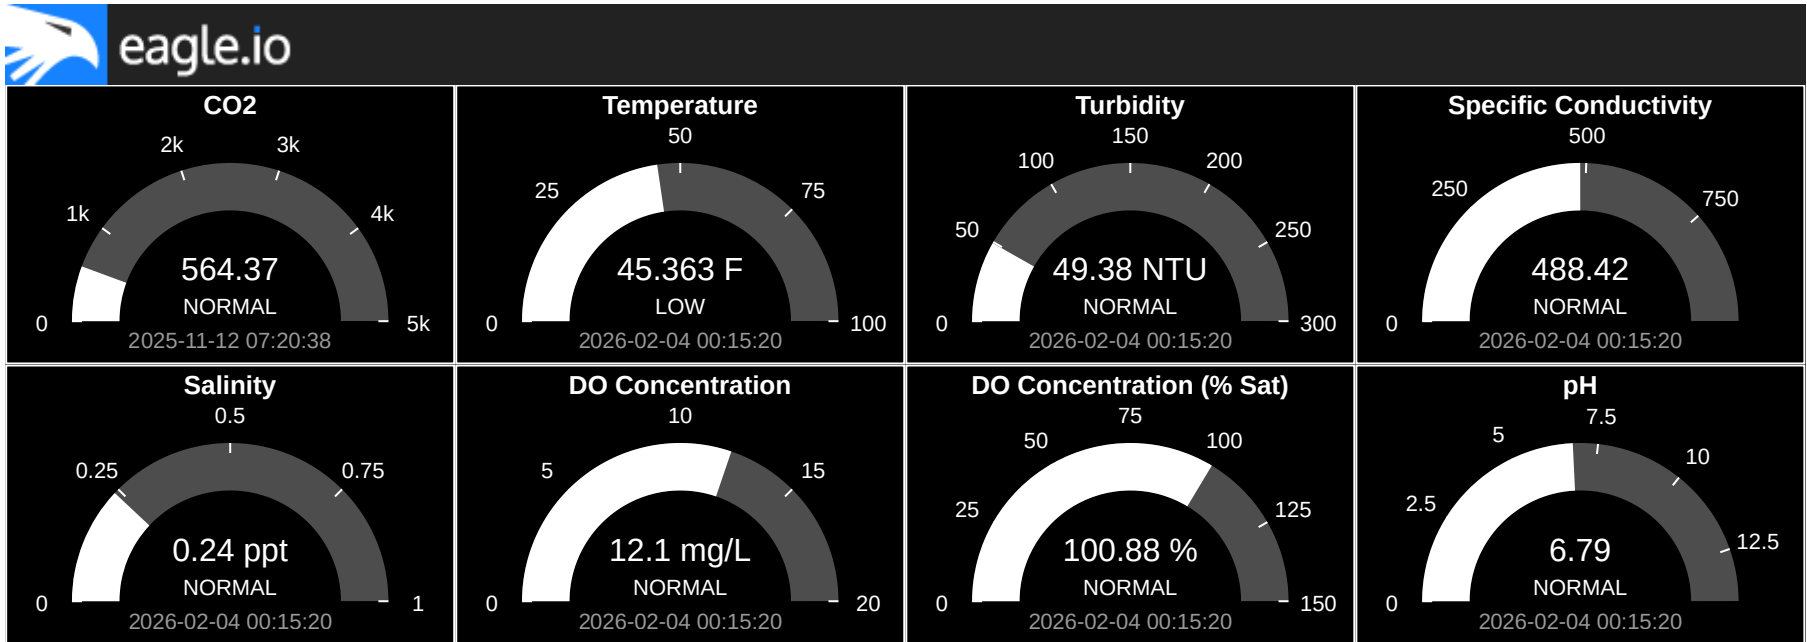 eagle.io
CO2
0
1k
2k
3k
4k
5k
564.37
NORMAL
2025-11-12 07:20:38
Temperature
0
25
50
75
100
45.363 F
LOW
2026-02-04 00:15:20
Turbidity
0
50
100
150
200
250
300
49.38 NTU
NORMAL
2026-02-04 00:15:20
Specific Conductivity
0
250
500
750
488.42
NORMAL
2026-02-04 00:15:20
Salinity
0
0.25
0.5
0.75
1
0.24 ppt
NORMAL
2026-02-04 00:15:20
DO Concentration
0
5
10
15
20
12.1 mg/L
NORMAL
2026-02-04 00:15:20
DO Concentration (% Sat)
0
25
50
75
100
125
150
100.88 %
NORMAL
2026-02-04 00:15:20
pH
0
2.5
5
7.5
10
12.5
6.79
NORMAL
2026-02-04 00:15:20